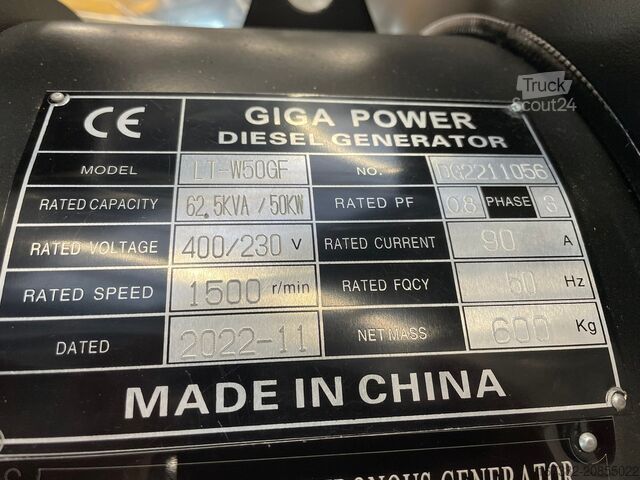 Truck
Scout24
CE GIGA POWER
DIESEL GENERATOR
MODEL LT-W50GF NO. DG2211056
RATED CAPACITY 62.5KVA / 50KW RATED PF 0.8 PHASE 3
RATED VOLTAGE 400/230 V RATED CURRENT 90 A
RATED SPEED 1500 r/min RATED FQCY 50 Hz
DATED 2022-11 NET MASS 600 Kg
MADE IN CHINA
GENERATOR